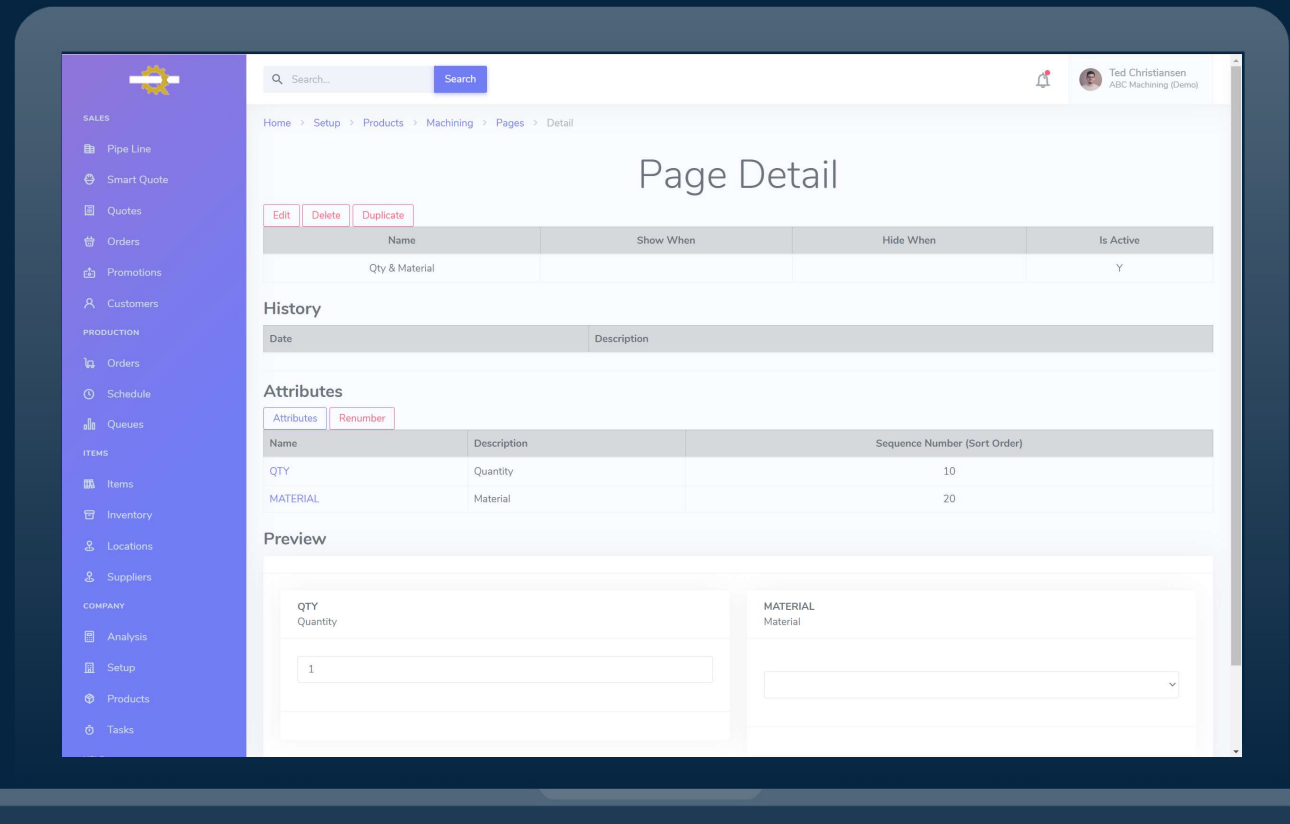 Search...
Search
Ted Christiansen
ABC Machining (Demo)
SALES
Pipe Line
Smart Quote
Quotes
Orders
Promotions
Customers
PRODUCTION
Orders
Schedule
Queues
ITEMS
Items
Inventory
Locations
Suppliers
COMPANY
Analysis
Setup
Products
Tasks
Home > Setup > Products > Machining > Pages > Detail
Page Detail
Edit Delete Duplicate
Name Show When Hide When Is Active
Qty & Material Y
History
Date Description
Attributes
Attributes Renumber
Name Description Sequence Number (Sort Order)
QTY Quantity 10
MATERIAL Material 20
Preview
QTY
Quantity
1
MATERIAL
Material